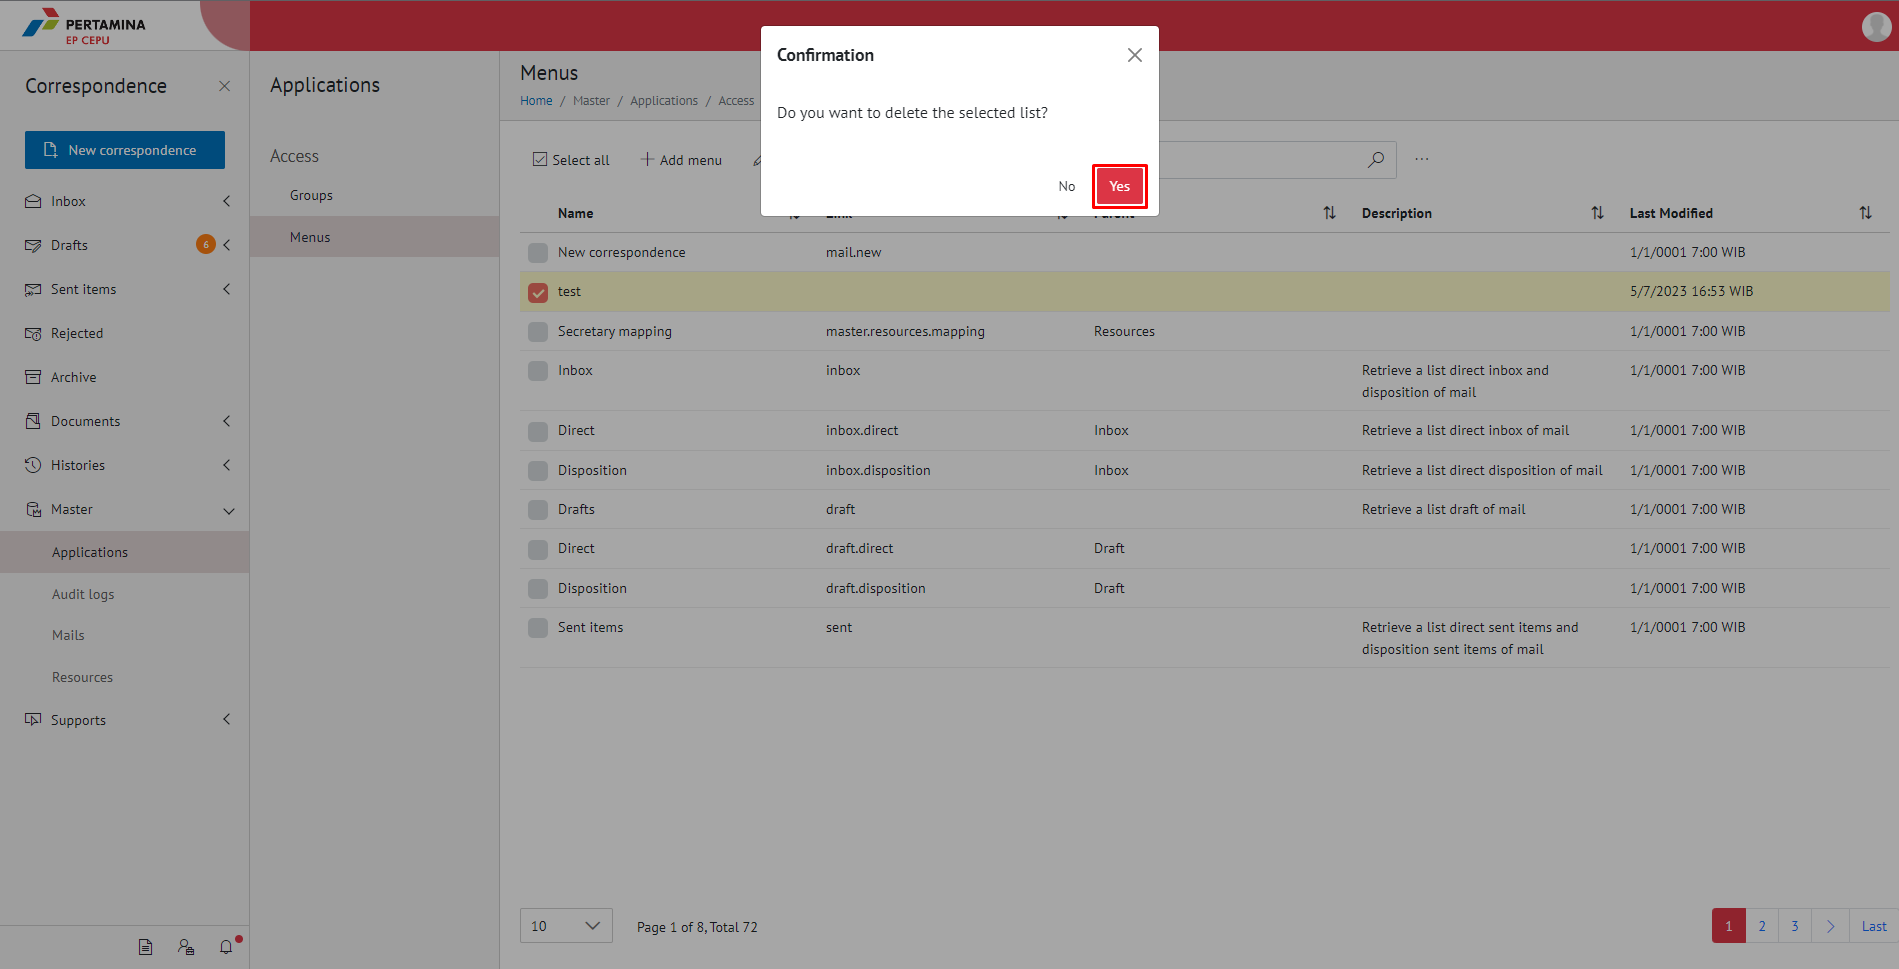 PERTAMINA
EP CEPU
Correspondence
New correspondence
Inbox
Drafts 6
Sent items
Rejected
Archive
Documents
Histories
Master
Applications
Audit logs
Mails
Resources
Supports
Applications
Access
Groups
Menus
Menus
Home / Master / Applications / Access
Confirmation
Do you want to delete the selected list?
No Yes
Select all Add menu ...
Name Link Parent Description Last Modified
New correspondence mail.new 1/1/0001 7:00 WIB
test 5/7/2023 16:53 WIB
Secretary mapping master.resources.mapping Resources 1/1/0001 7:00 WIB
Inbox inbox Retrieve a list direct inbox and 1/1/0001 7:00 WIB
disposition of mail
Direct inbox.direct Inbox Retrieve a list direct inbox of mail 1/1/0001 7:00 WIB
Disposition inbox.disposition Inbox Retrieve a list direct disposition of mail 1/1/0001 7:00 WIB
Drafts draft Retrieve a list draft of mail 1/1/0001 7:00 WIB
Direct draft.direct Draft 1/1/0001 7:00 WIB
Disposition draft.disposition Draft 1/1/0001 7:00 WIB
Sent items sent Retrieve a list direct sent items and 1/1/0001 7:00 WIB
disposition sent items of mail
10 Page 1 of 8, Total 72 1 2 3 Last